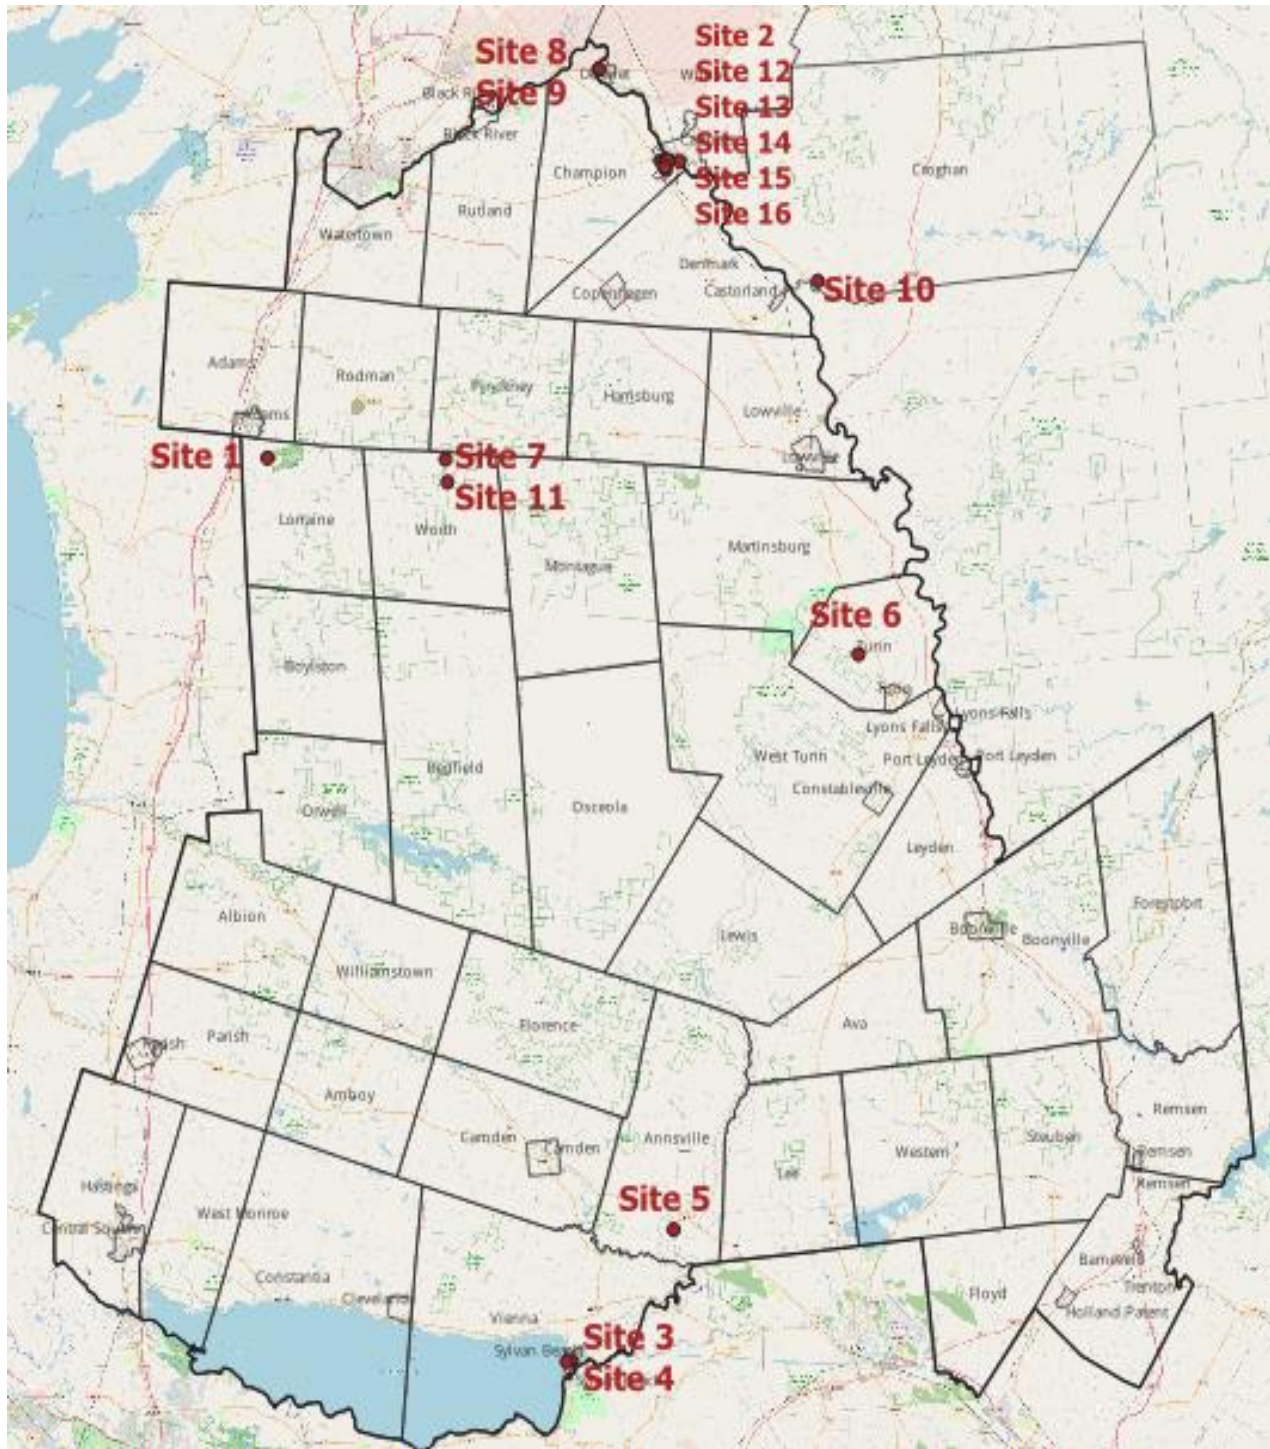 Site 2
Site 8
Site 12
Site 9
Site 13
Black River
Site 14
Champion
Croghan
Site 15
Rutland
Site 16
Watertown
Denmark
Copenhagen
Castorland
Site 10
Adams
Rodman
Pinckney
Harrisburg
Lowville
Adams
Site 1
Site 7
Lowville
Site 11
Lorraine
Worth
Martinsburg
Montague
Site 6
Turin
Boylston
Turin
Lyons Falls
Lyons Falls
West Turin
Port Leyden
Port Leyden
Redfield
Constableville
Orwell
Osceola
Leyden
Albion
Forestport
Boonville
Lewis
Boonville
Williamstown
Florence
Ava
Parish
Parish
Amboy
Camden
Camden
Annsville
Remsen
Steuben
Western
Remsen
Lee
Remsen
Hastings
Site 5
West Monroe
Central Square
Barneveld
Constantia
Trenton
Cleveland
Floyd
Holland Patent
Vienna
Site 3
Sylvan Beach
Site 4